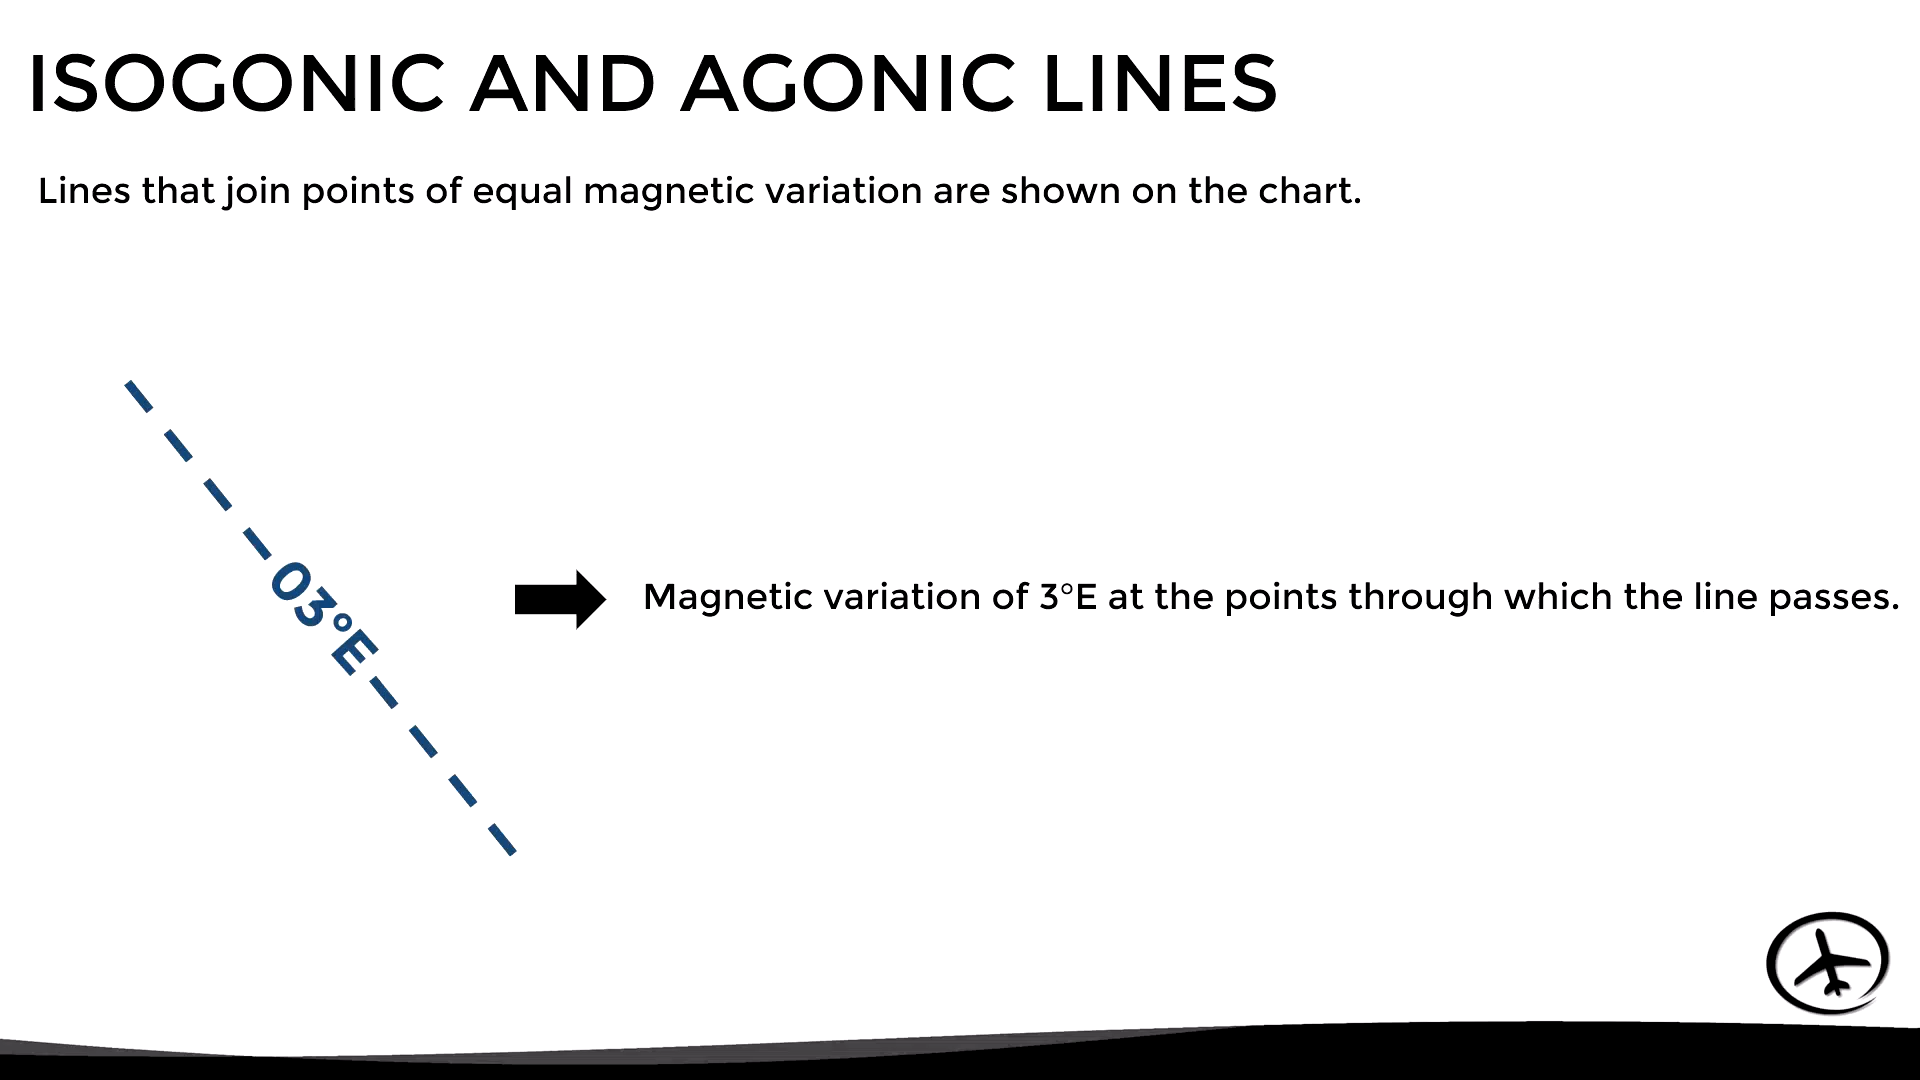 ISOGONIC AND AGONIC LINES
Lines that join points of equal magnetic variation are shown on the chart.
03°E
Magnetic variation of 3°E at the points through which the line passes.